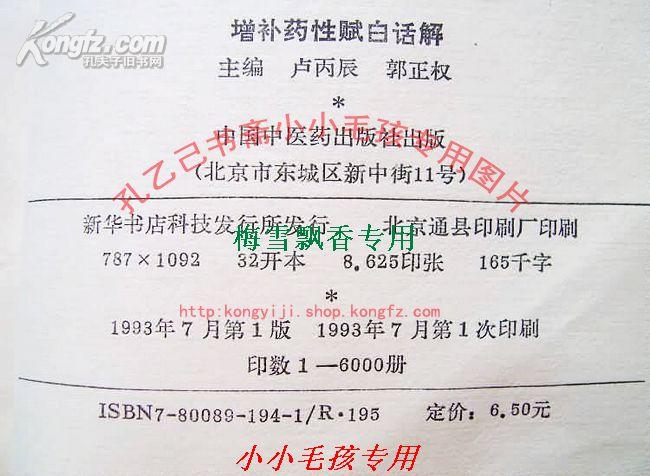 Kongfz.com
孔夫子旧书网
增补药性赋白话解
主编 卢丙辰 郭正权
*
中国中医药出版社出版
(北京市东城区新中街11号)
孔乙己书斋小小毛孩专用图片
新华书店科技发行所发行 北京通县印刷厂印刷
梅雪飘香专用
787×1092 32开本 8.625印张 165千字
*
http:kongyiji.shop.kongfz.com
1993年7月第1版 1993年7月第1次印刷
印数1—6000册
ISBN7-80089-194-1/R·195 定价:6.50元
小小毛孩专用